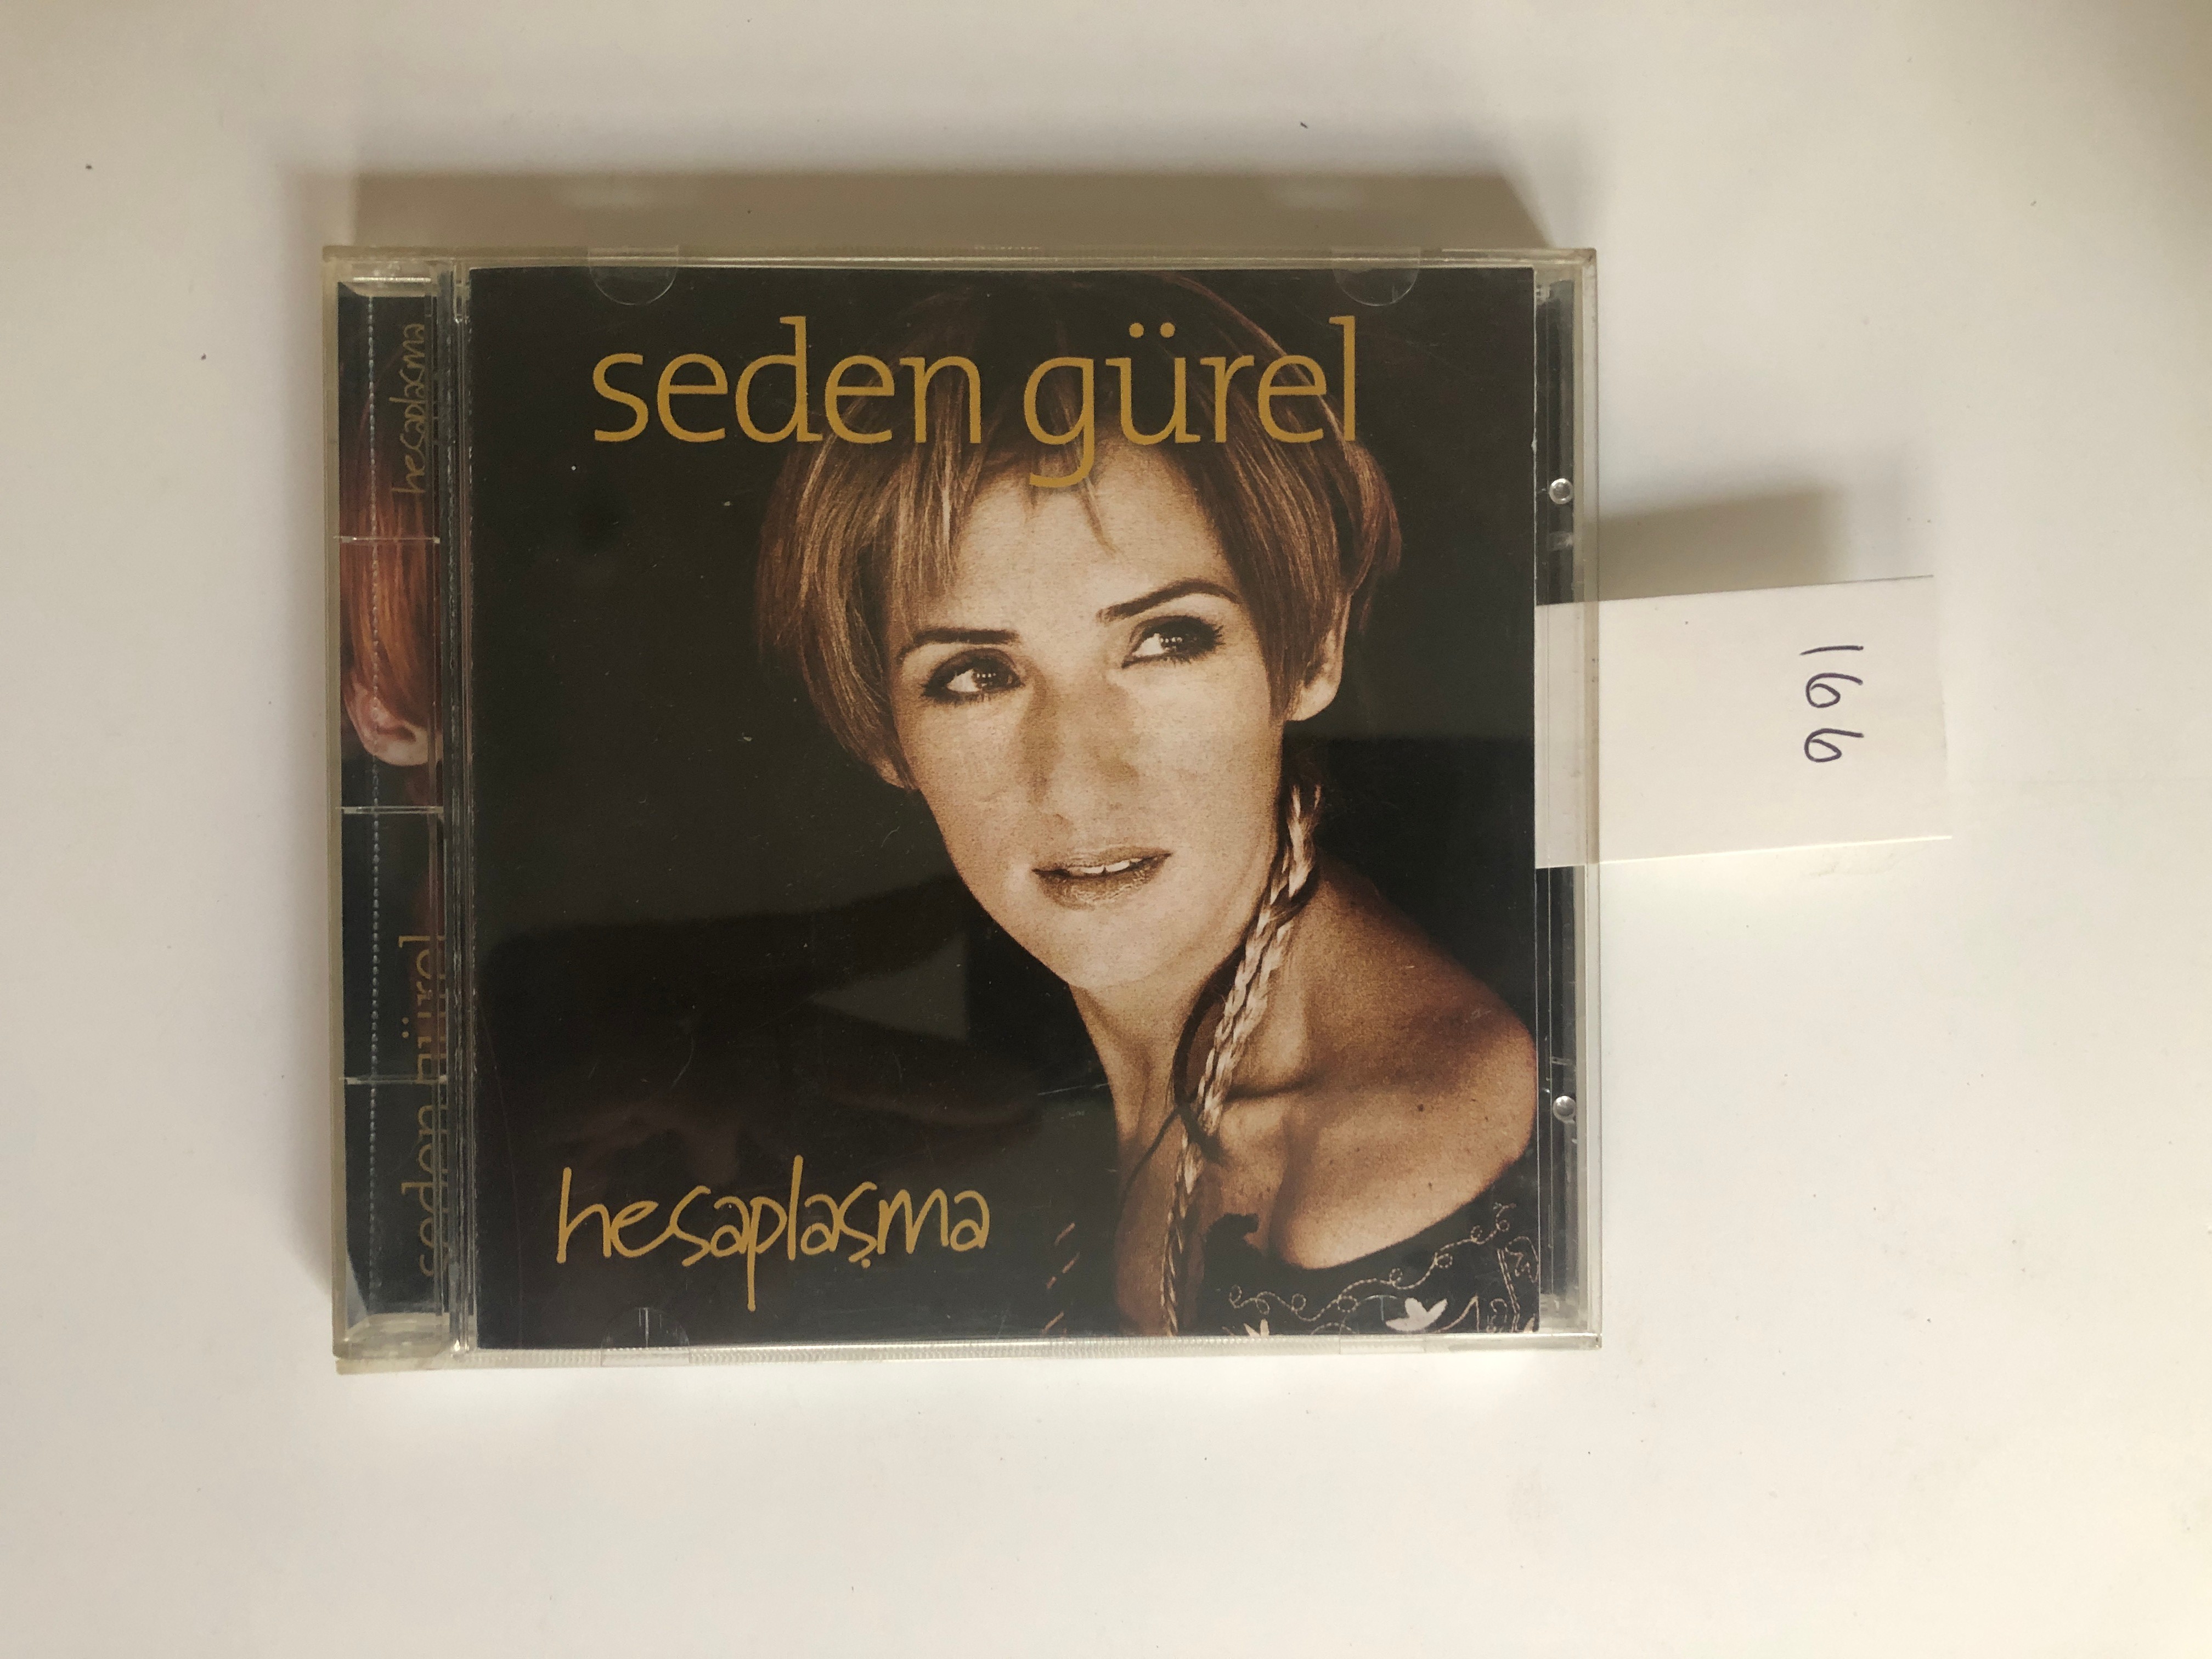 seden gürel
hesaplaşma
hesaplaşma
seden gürel
166